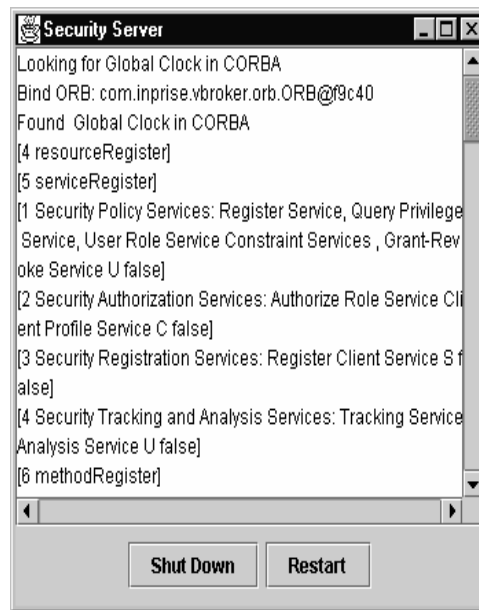 Security Server
Looking for Global Clock in CORBA
Bind ORB: com.inprise.vbroker.orb.ORB@f9c40
Found  Global Clock in CORBA
[4 resourceRegister]
[5 serviceRegister]
[1 Security Policy Services: Register Service, Query Privilege
Service, User Role Service Constraint Services , Grant-Rev
oke Service U false]
[2 Security Authorization Services: Authorize Role Service Cli
ent Profile Service C false]
[3 Security Registration Services: Register Client Service S f
alse]
[4 Security Tracking and Analysis Services: Tracking Service
Analysis Service U false]
[6 methodRegister]
Shut Down
Restart